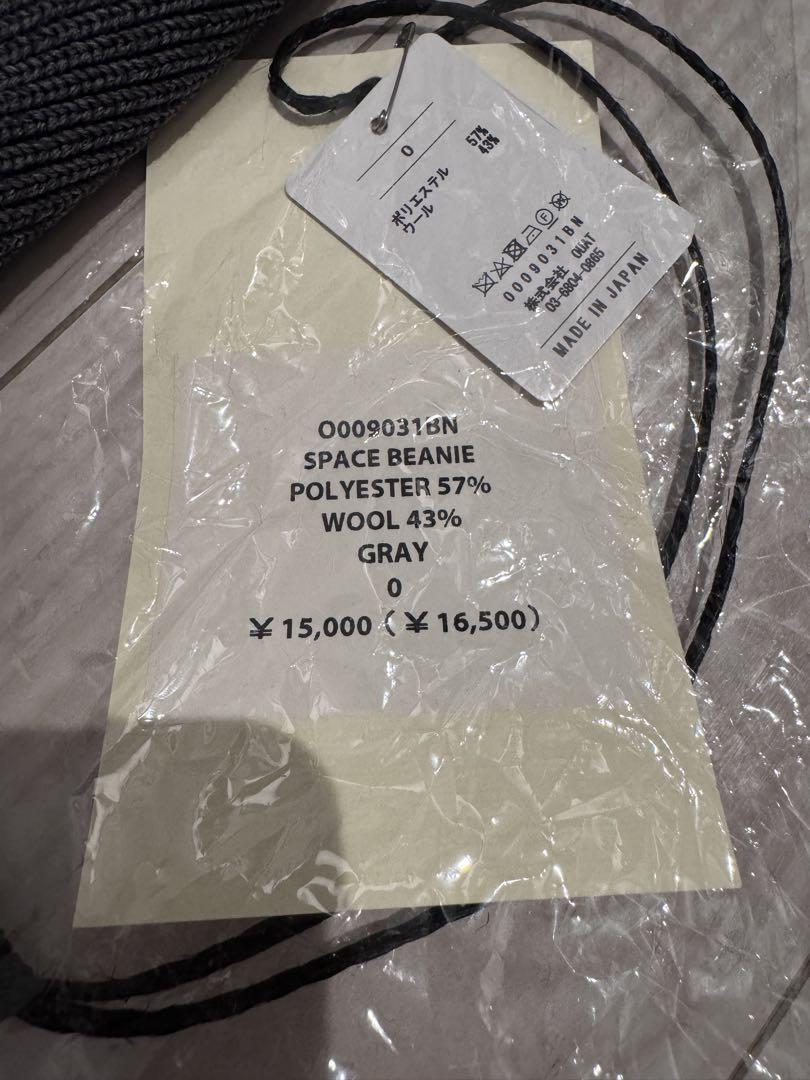 0
ポリエステル 57%
ウール 43%
0009031BN
株式会社 OUAT
03-6804-0865
MADE IN JAPAN
O009031BN
SPACE BEANIE
POLYESTER 57%
WOOL 43%
GRAY
0
¥ 15,000（¥ 16,500）